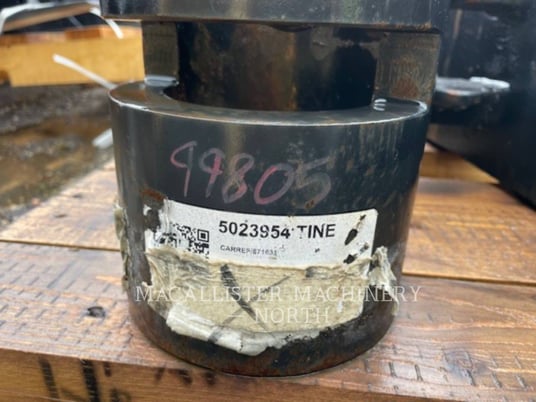 99805
5023954 TINE
MACALLISTER MACHINERY
NORTH